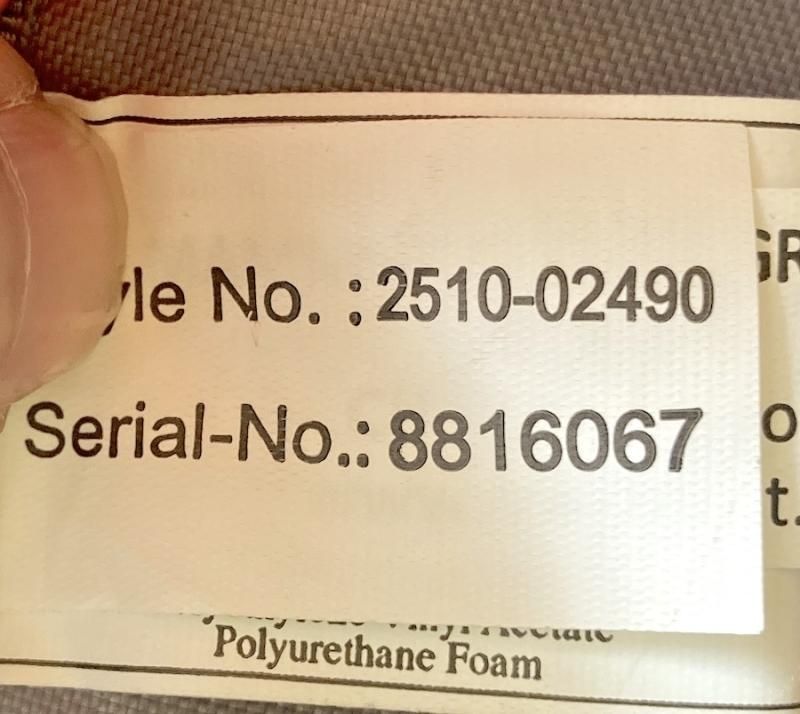 yle No. : 2510-02490
Serial-No.: 8816067
Polyurethane Foam